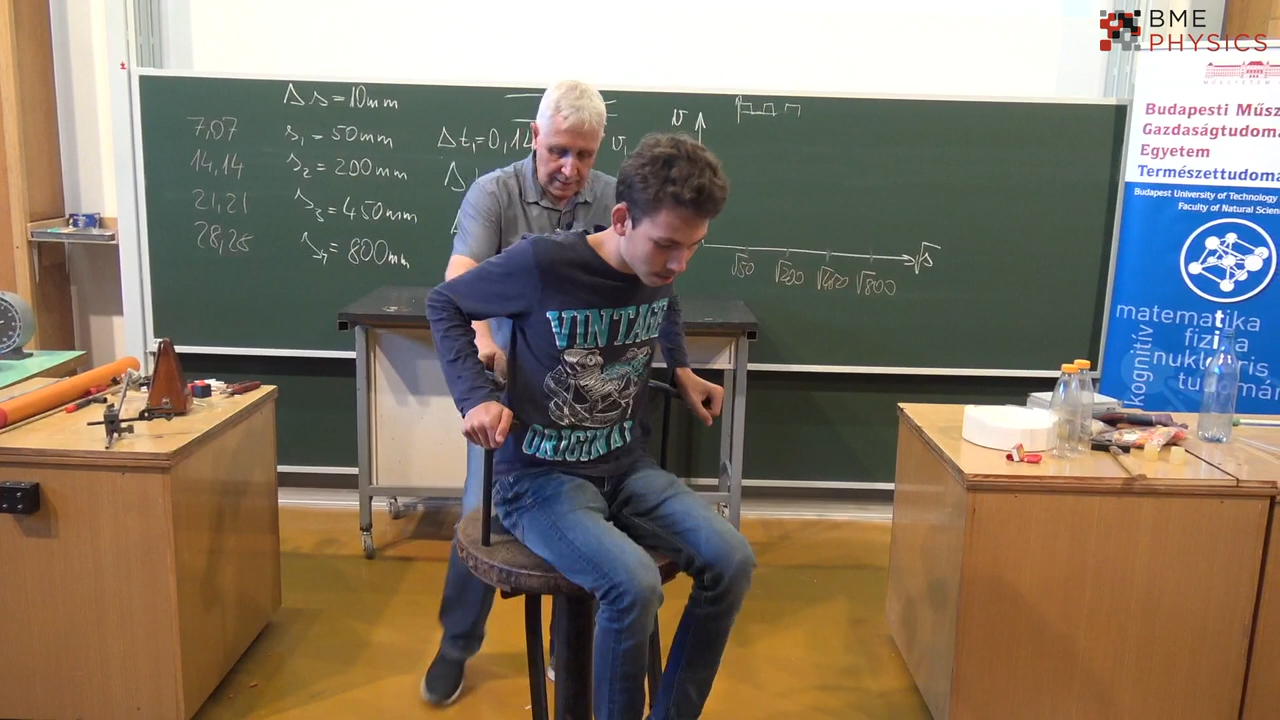 BME
PHYSICS
Δs = 10mm
7,07
s₁ = 50mm
14,14
s₂ = 200mm
21,21
s₃ = 450mm
28,28
s₄ = 800mm
Δt₁ = 0,14
v₁
v
√50
√200
√450
√800
√s
VINTAGE
ORIGINAL
Budapesti Műsz
Gazdaságtudomá
Egyetem
Természettudomá
Budapest University of Technology
Faculty of Natural Scien
matematika
fizika
kognitív
nukleáris
tudomán